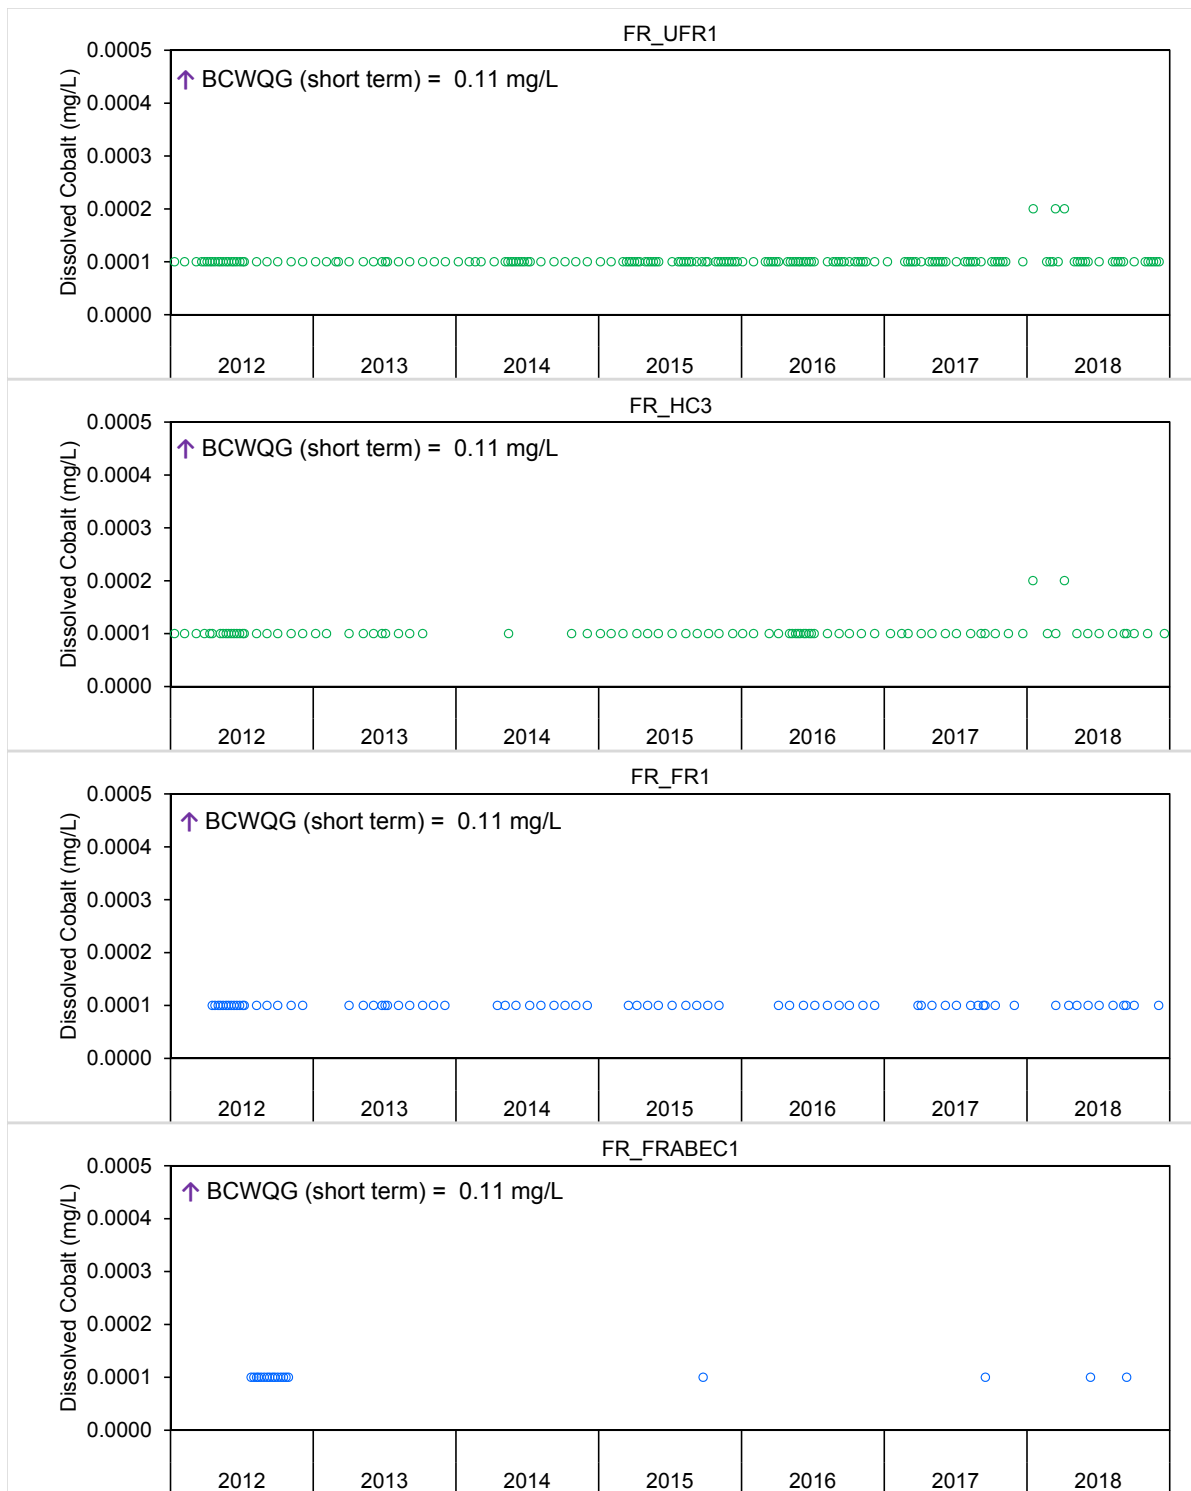 FR_UFR1
0.0005
↑ BCWQG (short term) = 0.11 mg/L
0.0004
0.0003
0.0002
0.0001
0.0000
Dissolved Cobalt (mg/L)
2012 2013 2014 2015 2016 2017 2018
FR_HC3
0.0005
↑ BCWQG (short term) = 0.11 mg/L
0.0004
0.0003
0.0002
0.0001
0.0000
Dissolved Cobalt (mg/L)
2012 2013 2014 2015 2016 2017 2018
FR_FR1
0.0005
↑ BCWQG (short term) = 0.11 mg/L
0.0004
0.0003
0.0002
0.0001
0.0000
Dissolved Cobalt (mg/L)
2012 2013 2014 2015 2016 2017 2018
FR_FRABEC1
0.0005
↑ BCWQG (short term) = 0.11 mg/L
0.0004
0.0003
0.0002
0.0001
0.0000
Dissolved Cobalt (mg/L)
2012 2013 2014 2015 2016 2017 2018